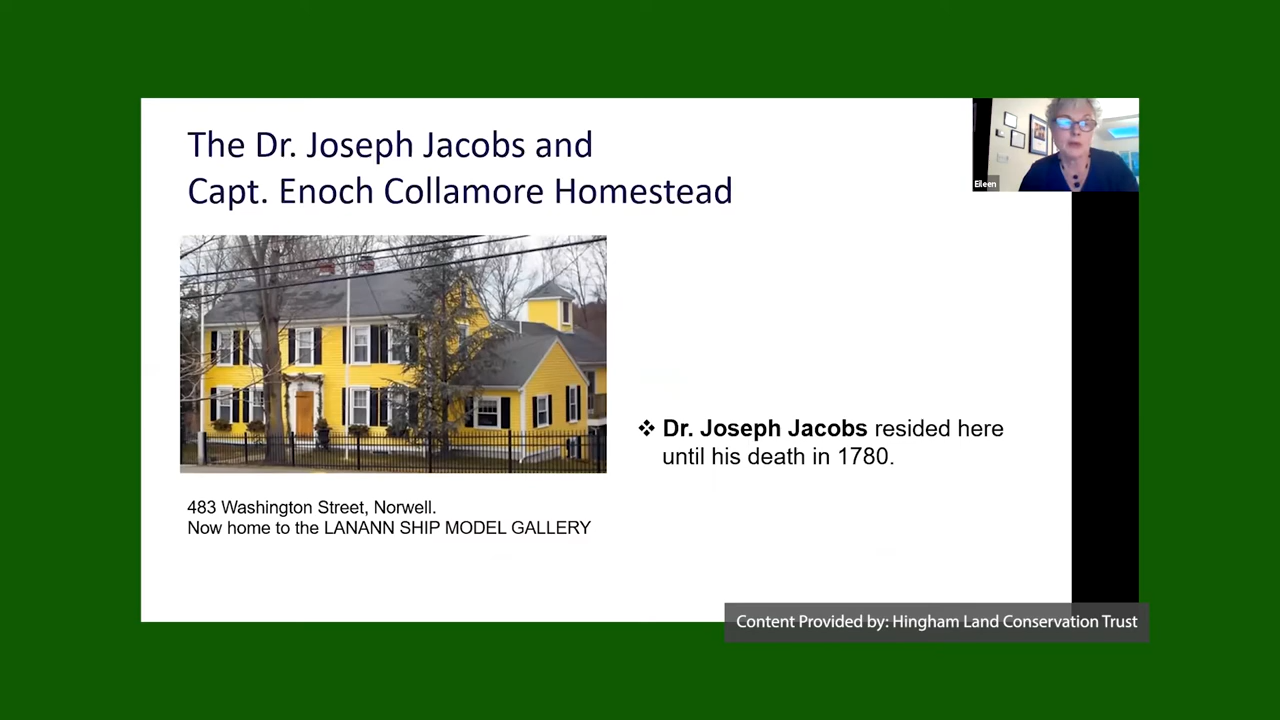 The Dr. Joseph Jacobs and
Capt. Enoch Collamore Homestead
Eileen
❖ Dr. Joseph Jacobs resided here
until his death in 1780.
483 Washington Street, Norwell.
Now home to the LANANN SHIP MODEL GALLERY
Content Provided by: Hingham Land Conservation Trust